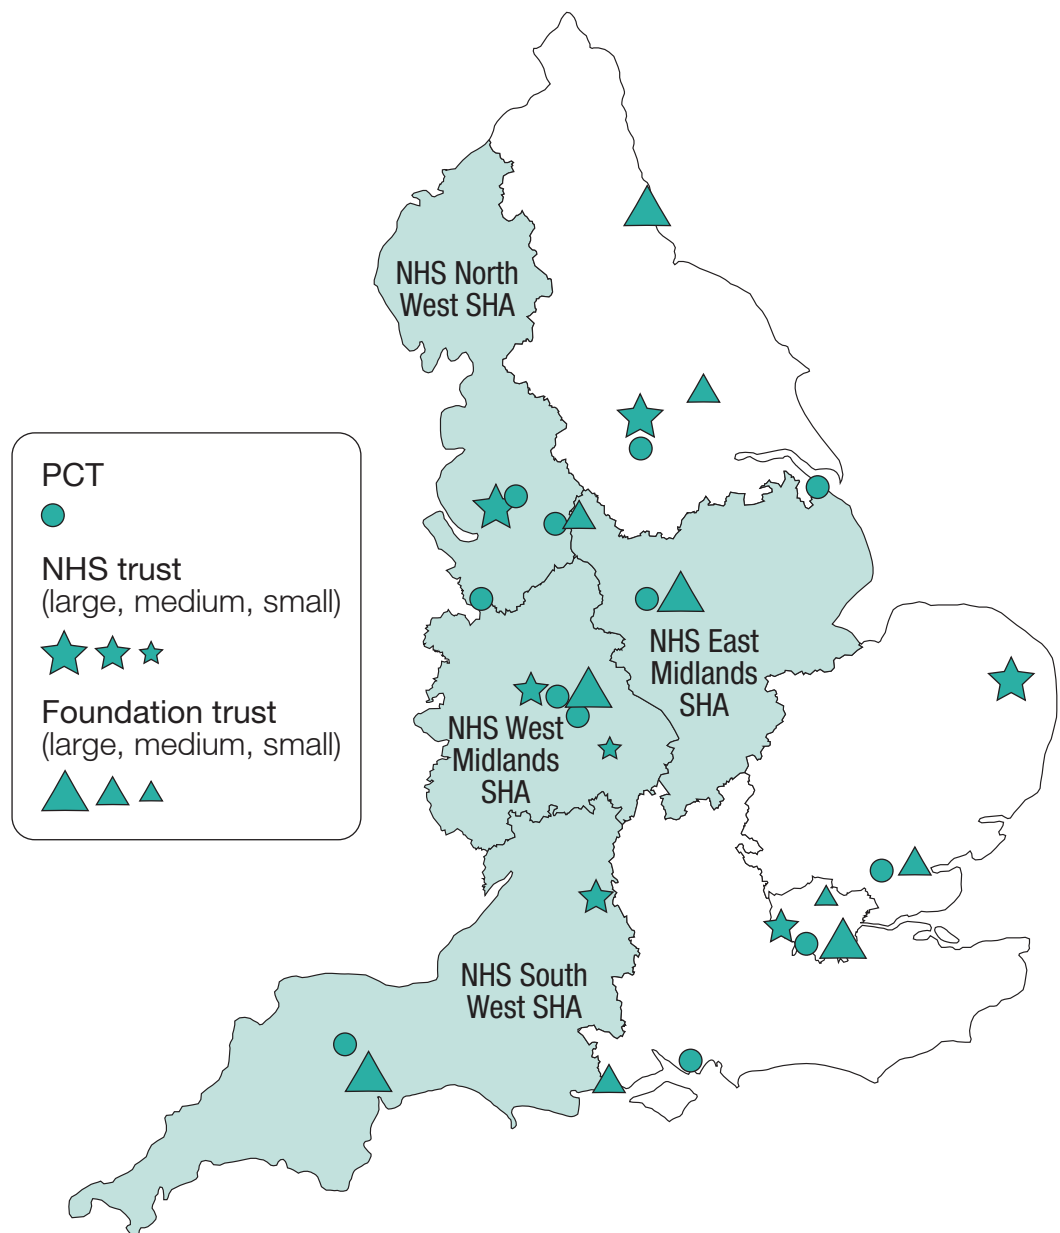 NHS North
West SHA
PCT
NHS trust
(large, medium, small)
Foundation trust
(large, medium, small)
NHS East
Midlands
SHA
NHS West
Midlands
SHA
NHS South
West SHA